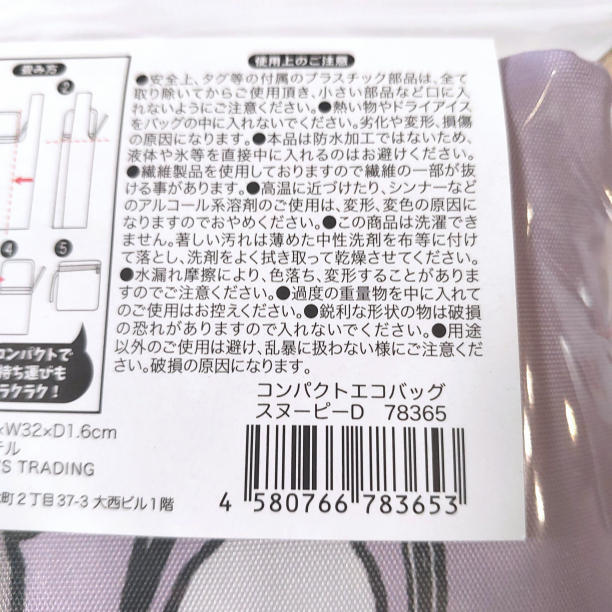 畳み方
②
④
⑤
コンパクトで
持ち運びも
ラクラク！
使用上のご注意
●安全上、タグ等の付属のプラスチック部品は、全て
取り除いてからご使用頂き、小さい部品など口に入
れないようにご注意ください。●熱い物やドライアイス
をバッグの中に入れないでください。劣化や変形、損傷
の原因になります。●本品は防水加工ではないため、
液体や氷等を直接中に入れるのはお避けください。
●繊維製品を使用しておりますので繊維の一部が抜
ける事があります。●高温に近づけたり、シンナーなど
のアルコール系溶剤のご使用は、変形、変色の原因に
なりますのでおやめください。●この商品は洗濯でき
ません。著しい汚れは薄めた中性洗剤を布等に付け
て落とし、洗剤をよく拭き取って乾燥させてください。
●水漏れ摩擦により、色落ち、変形することがありま
すのでご注意ください。●過度の重量物を中に入れて
のご使用はお控えください。●鋭利な形状の物は破損
の恐れがありますので入れないでください。●用途
以外のご使用は避け、乱暴に扱わない様にご注意くだ
さい。破損の原因になります。
コンパクトエコバッグ
スヌーピーD 78365
×W32×D1.6cm
テル
'S TRADING
町2丁目37-3 大西ビル1階
4 580766 783653